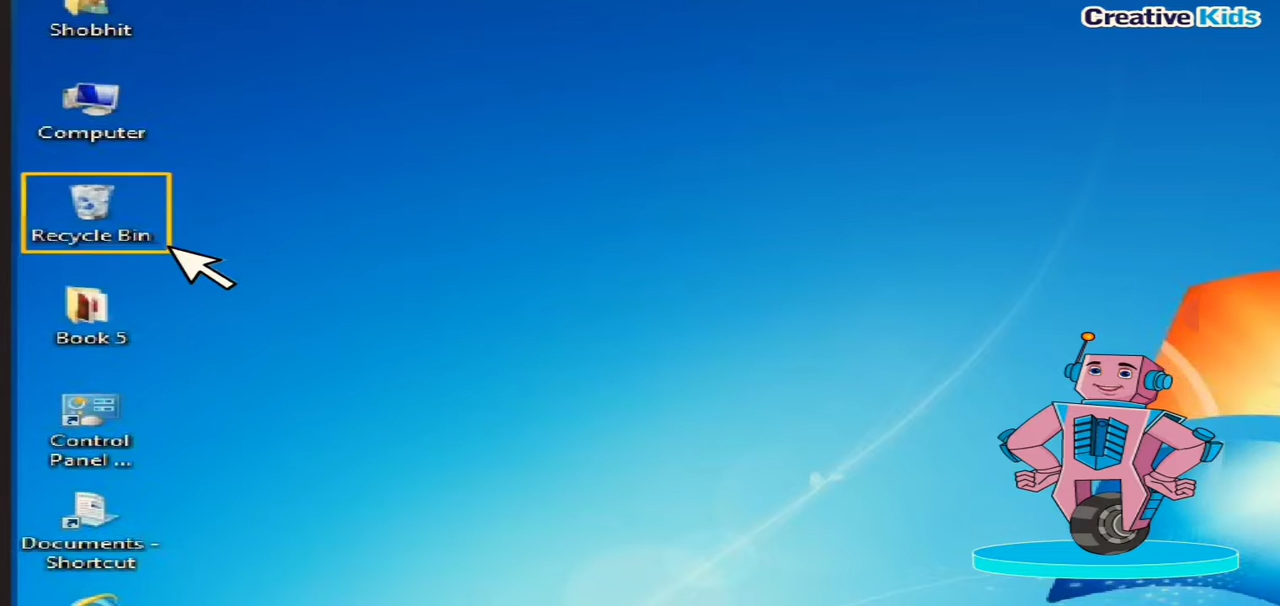 Creative Kids
Shobhit
Computer
Recycle Bin
Book 5
Control
Panel ...
Documents -
Shortcut